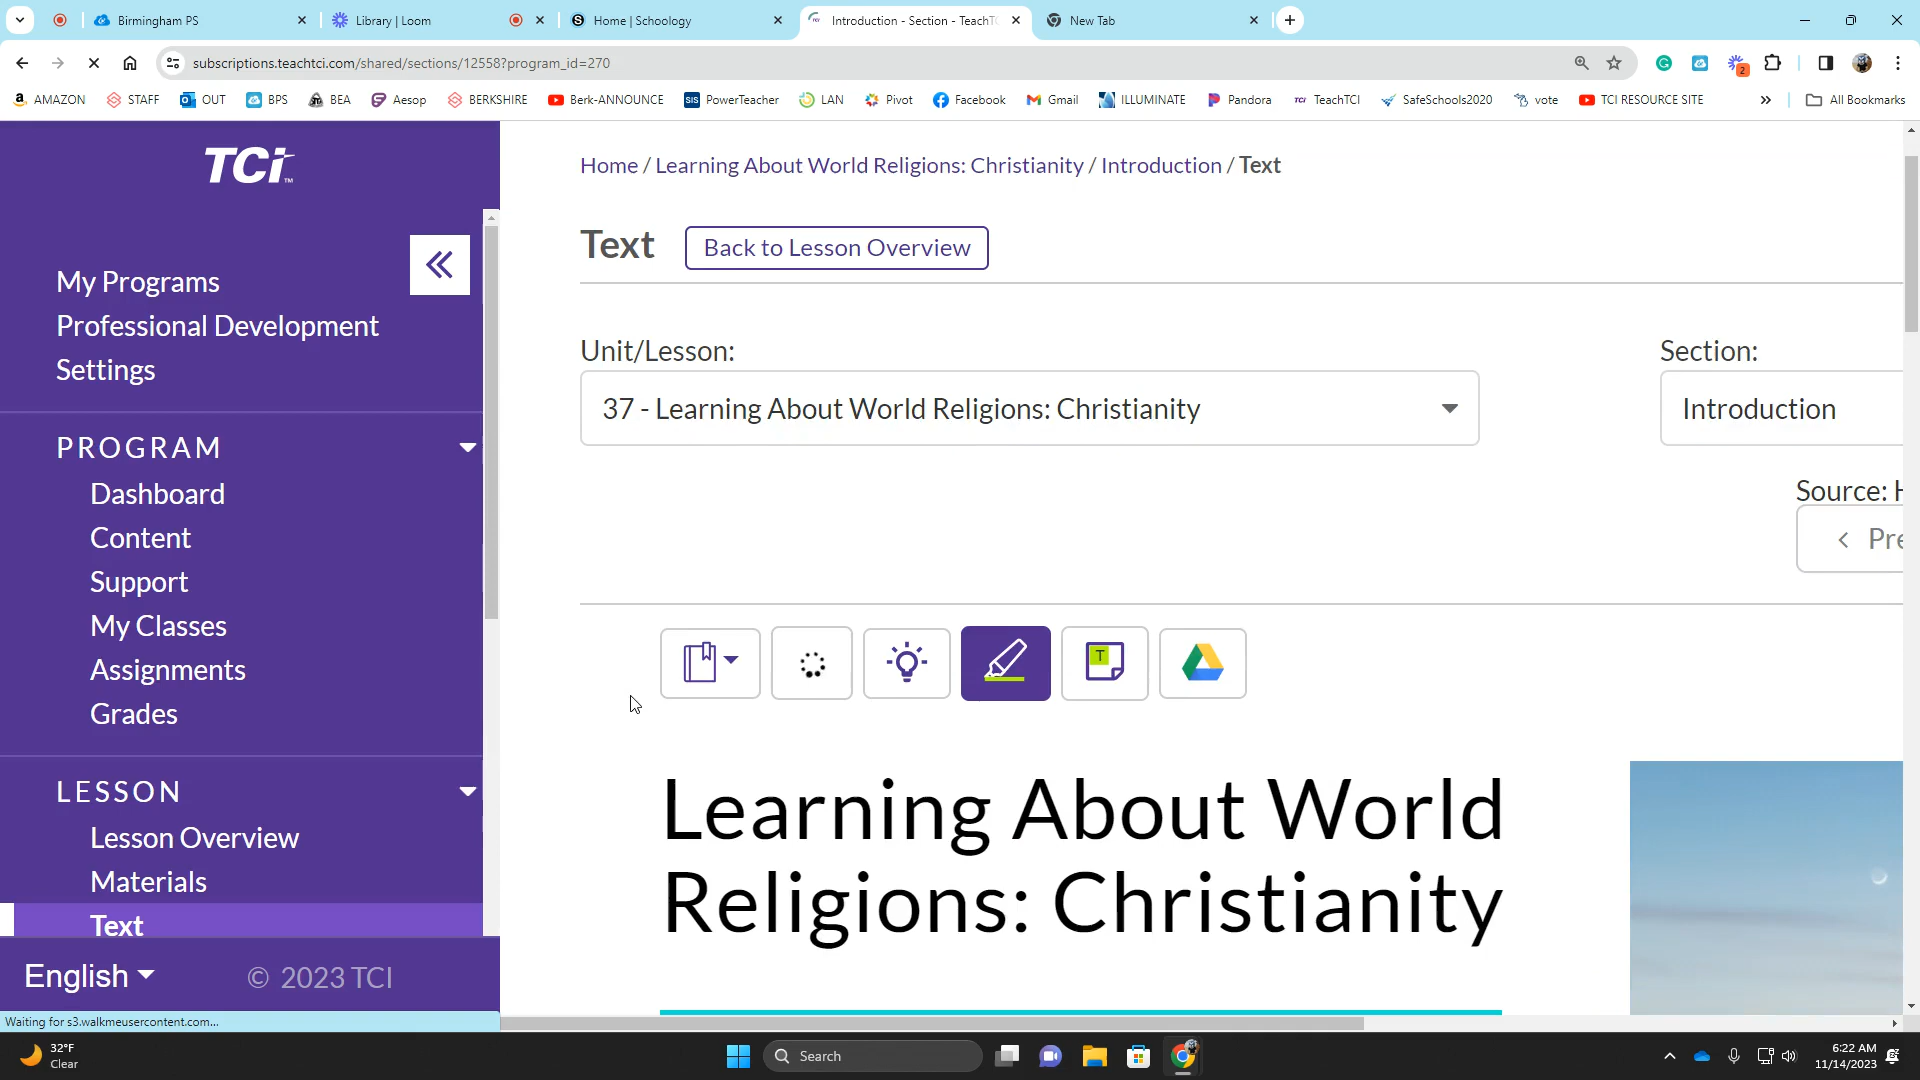 Birmingham PS
Library | Loom
Home | Schoology
Introduction - Section - TeachTC
New Tab
subscriptions.teachtci.com/shared/sections/12558?program_id=270
2
AMAZON
STAFF
OUT
BPS
BEA
Aesop
BERKSHIRE
Berk-ANNOUNCE
SIS PowerTeacher
LAN
Pivot
Facebook
Gmail
ILLUMINATE
Pandora
TCi TeachTCI
SafeSchools2020
vote
TCI RESOURCE SITE
All Bookmarks
TCi™
My Programs
Professional Development
Settings
PROGRAM
Dashboard
Content
Support
My Classes
Assignments
Grades
LESSON
Lesson Overview
Materials
Text
English
© 2023 TCI
Waiting for s3.walkmeusercontent.com...
Home / Learning About World Religions: Christianity / Introduction / Text
Text
Back to Lesson Overview
Unit/Lesson:
37 - Learning About World Religions: Christianity
Section:
Introduction
Source: H
Pre
T
Learning About World
Religions: Christianity
32°F
Clear
Search
6:22 AM
11/14/2023